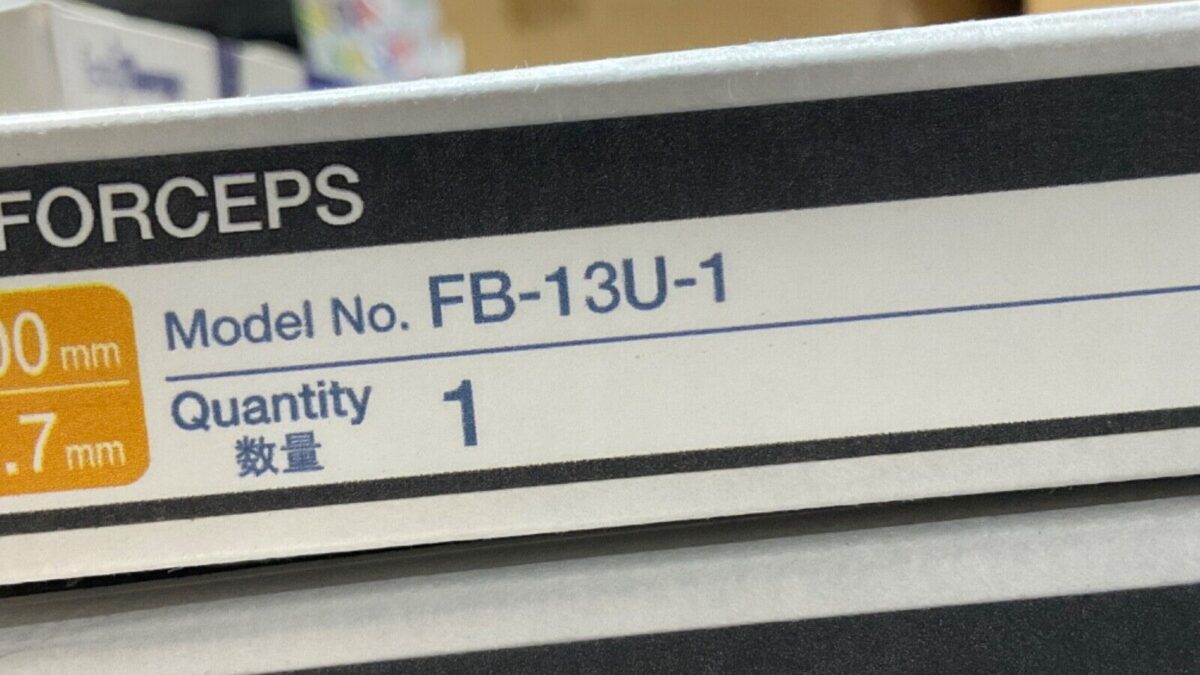 FORCEPS
Model No. FB-13U-1
00 mm
Quantity 1
数量
.7 mm